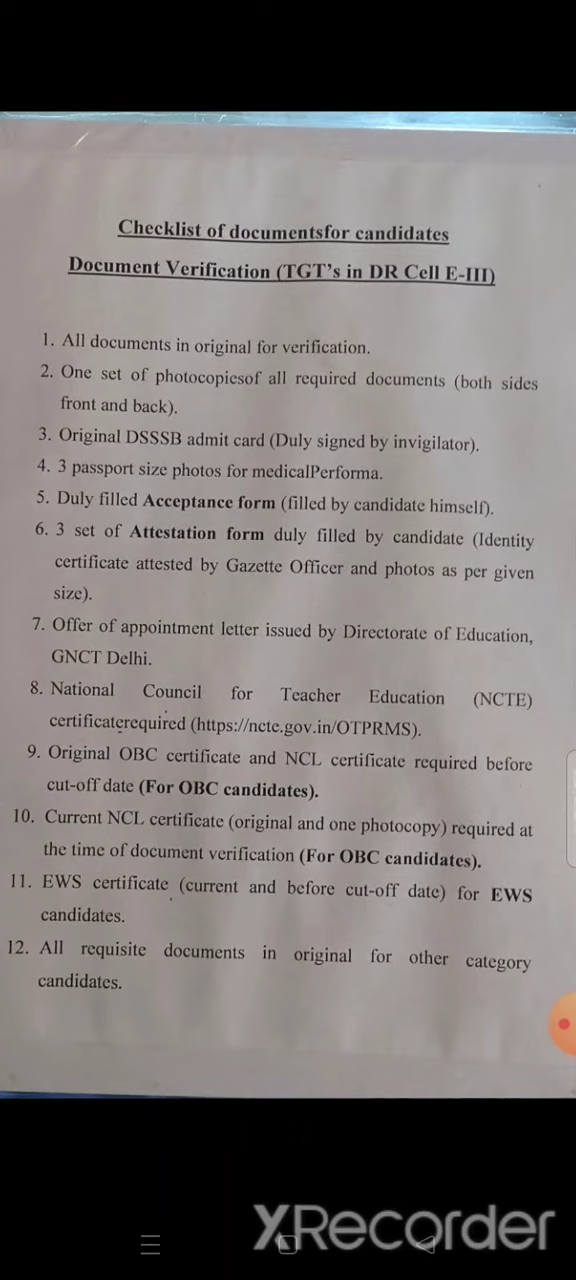 Checklist of documentsfor candidates
Document Verification (TGT's in DR Cell E-III)
1. All documents in original for verification.
2. One set of photocopiesof all required documents (both sides
front and back).
3. Original DSSSB admit card (Duly signed by invigilator).
4. 3 passport size photos for medicalPerforma.
5. Duly filled Acceptance form (filled by candidate himself).
6. 3 set of Attestation form duly filled by candidate (Identity
certificate attested by Gazette Officer and photos as per given
size).
7. Offer of appointment letter issued by Directorate of Education,
GNCT Delhi.
8. National Council for Teacher Education (NCTE)
certificaterequired (https://ncte.gov.in/OTPRMS).
9. Original OBC certificate and NCL certificate required before
cut-off date (For OBC candidates).
10. Current NCL certificate (original and one photocopy) required at
the time of document verification (For OBC candidates).
11. EWS certificate (current and before cut-off date) for EWS
candidates.
12. All requisite documents in original for other category
candidates.
XRecorder